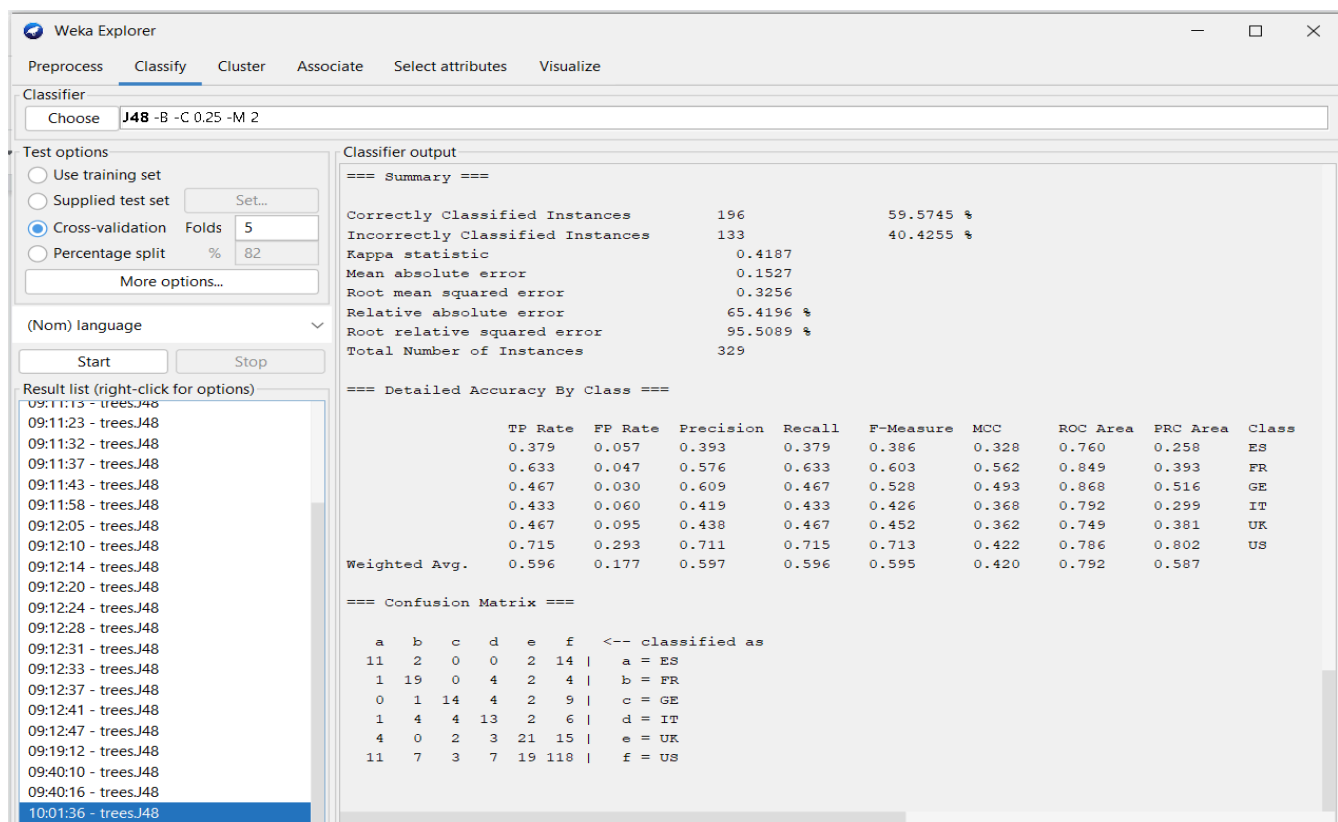 Weka Explorer
Preprocess Classify Cluster Associate Select attributes Visualize
Classifier
Choose J48 -B -C 0.25 -M 2
Test options
Use training set
Supplied test set Set...
Cross-validation Folds 5
Percentage split % 82
More options...
(Nom) language
Start Stop
Result list (right-click for options)
09:11:13 - trees.J48
09:11:23 - trees.J48
09:11:32 - trees.J48
09:11:37 - trees.J48
09:11:43 - trees.J48
09:11:58 - trees.J48
09:12:05 - trees.J48
09:12:10 - trees.J48
09:12:14 - trees.J48
09:12:20 - trees.J48
09:12:24 - trees.J48
09:12:28 - trees.J48
09:12:31 - trees.J48
09:12:33 - trees.J48
09:12:37 - trees.J48
09:12:41 - trees.J48
09:12:47 - trees.J48
09:19:12 - trees.J48
09:40:10 - trees.J48
09:40:16 - trees.J48
10:01:36 - trees.J48
Classifier output
=== Summary ===
Correctly Classified Instances 196 59.5745 %
Incorrectly Classified Instances 133 40.4255 %
Kappa statistic 0.4187
Mean absolute error 0.1527
Root mean squared error 0.3256
Relative absolute error 65.4196 %
Root relative squared error 95.5089 %
Total Number of Instances 329
=== Detailed Accuracy By Class ===
TP Rate FP Rate Precision Recall F-Measure MCC ROC Area PRC Area Class
0.379 0.057 0.393 0.379 0.386 0.328 0.760 0.258 ES
0.633 0.047 0.576 0.633 0.603 0.562 0.849 0.393 FR
0.467 0.030 0.609 0.467 0.528 0.493 0.868 0.516 GE
0.433 0.060 0.419 0.433 0.426 0.368 0.792 0.299 IT
0.467 0.095 0.438 0.467 0.452 0.362 0.749 0.381 UK
0.715 0.293 0.711 0.715 0.713 0.422 0.786 0.802 US
Weighted Avg. 0.596 0.177 0.597 0.596 0.595 0.420 0.792 0.587
=== Confusion Matrix ===
a b c d e f <-- classified as
11 2 0 0 2 14 | a = ES
1 19 0 4 2 4 | b = FR
0 1 14 4 2 9 | c = GE
1 4 4 13 2 6 | d = IT
4 0 2 3 21 15 | e = UK
11 7 3 7 19 118 | f = US